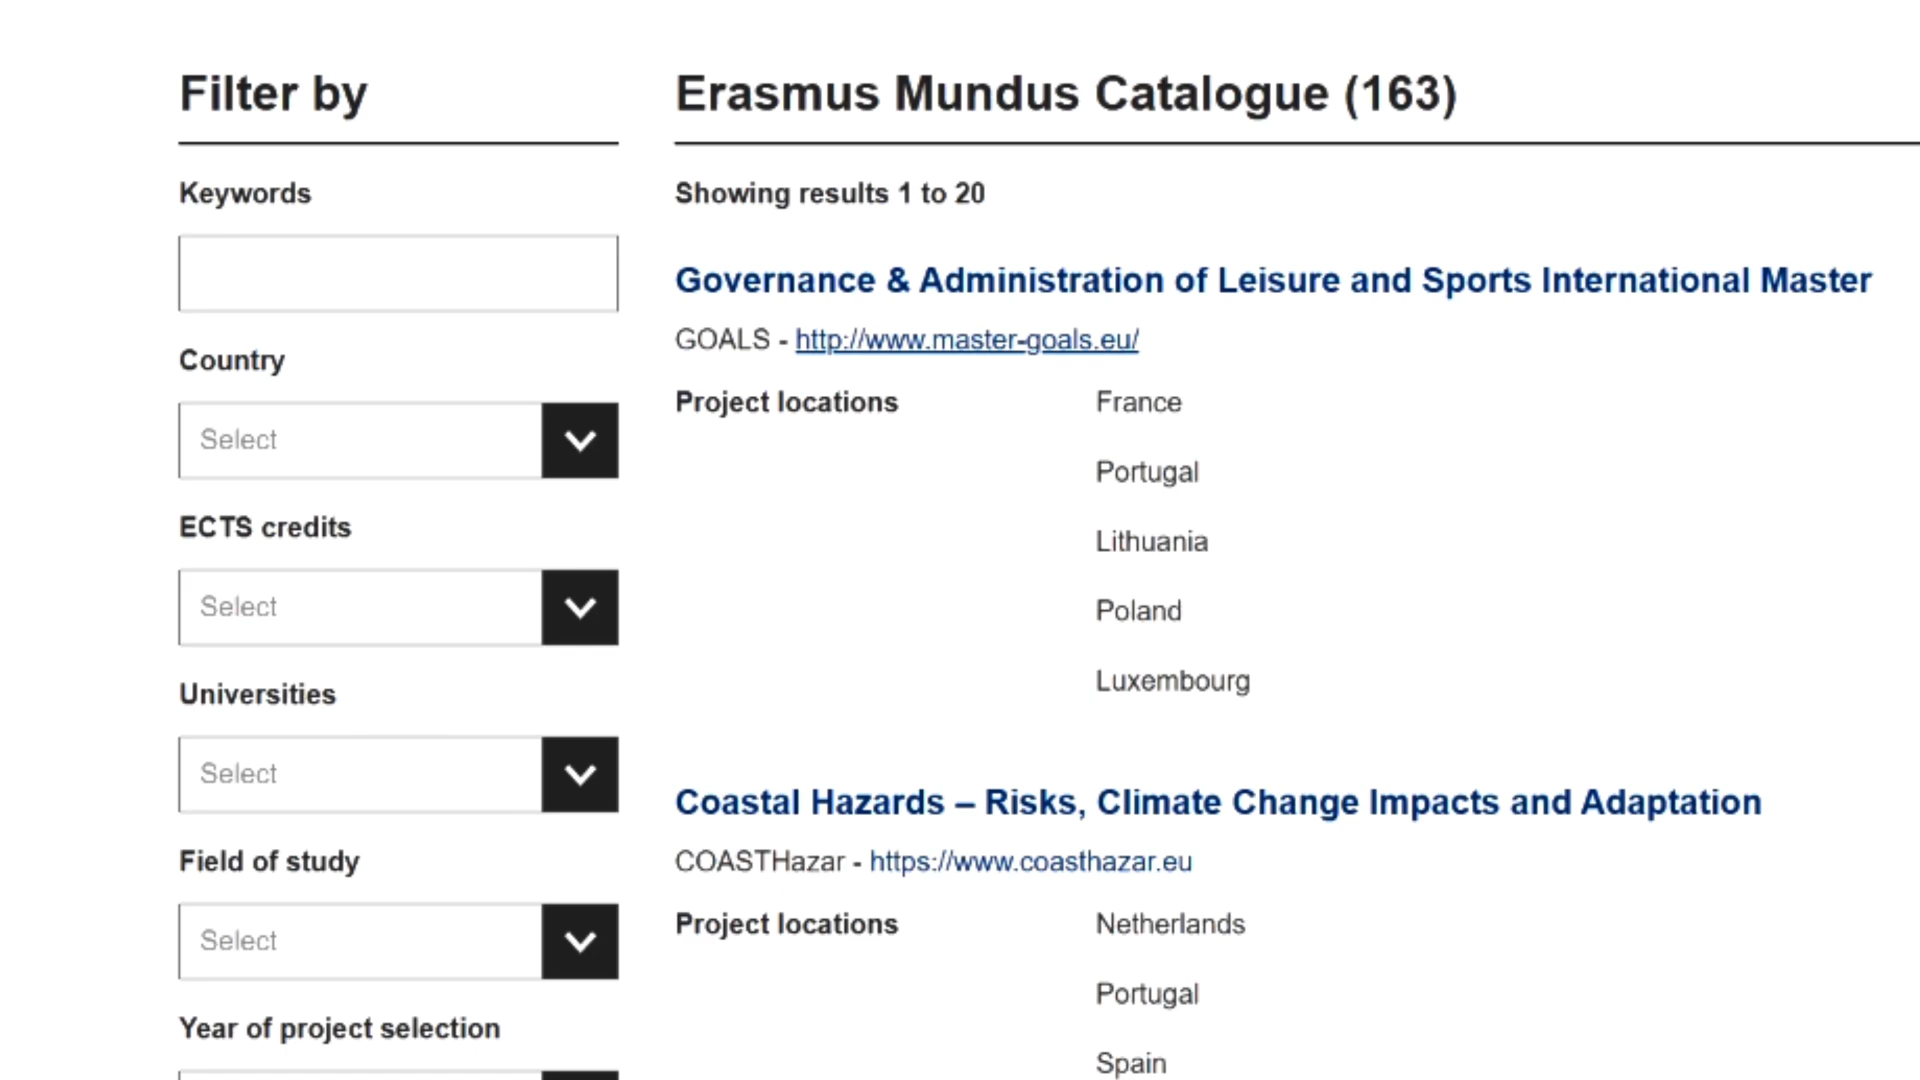 Filter by
Keywords
Country
Select
ECTS credits
Select
Universities
Select
Field of study
Select
Year of project selection
Erasmus Mundus Catalogue (163)
Showing results 1 to 20
Governance & Administration of Leisure and Sports International Master
GOALS - http://www.master-goals.eu/
Project locations
France
Portugal
Lithuania
Poland
Luxembourg
Coastal Hazards – Risks, Climate Change Impacts and Adaptation
COASTHazar - https://www.coasthazar.eu
Project locations
Netherlands
Portugal
Spain